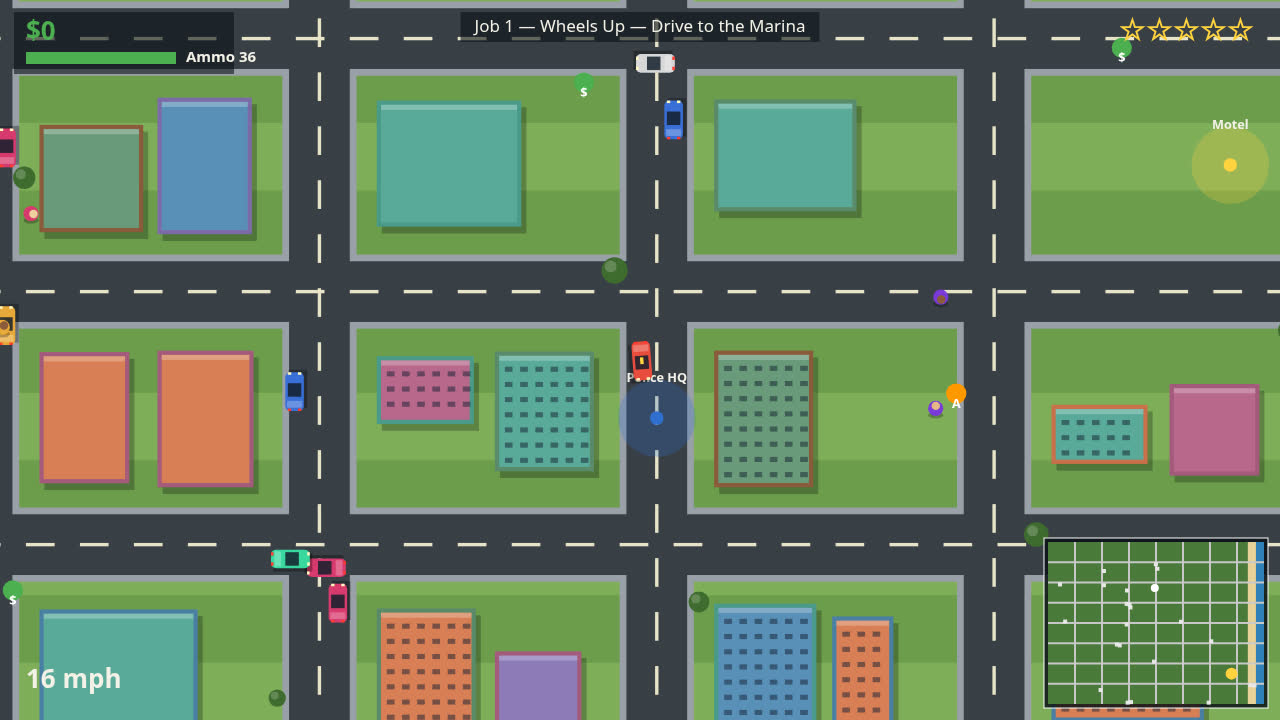 $0
Job 1 — Wheels Up — Drive to the Marina
Ammo 36
$
$
Motel
Police HQ
A
$
16 mph